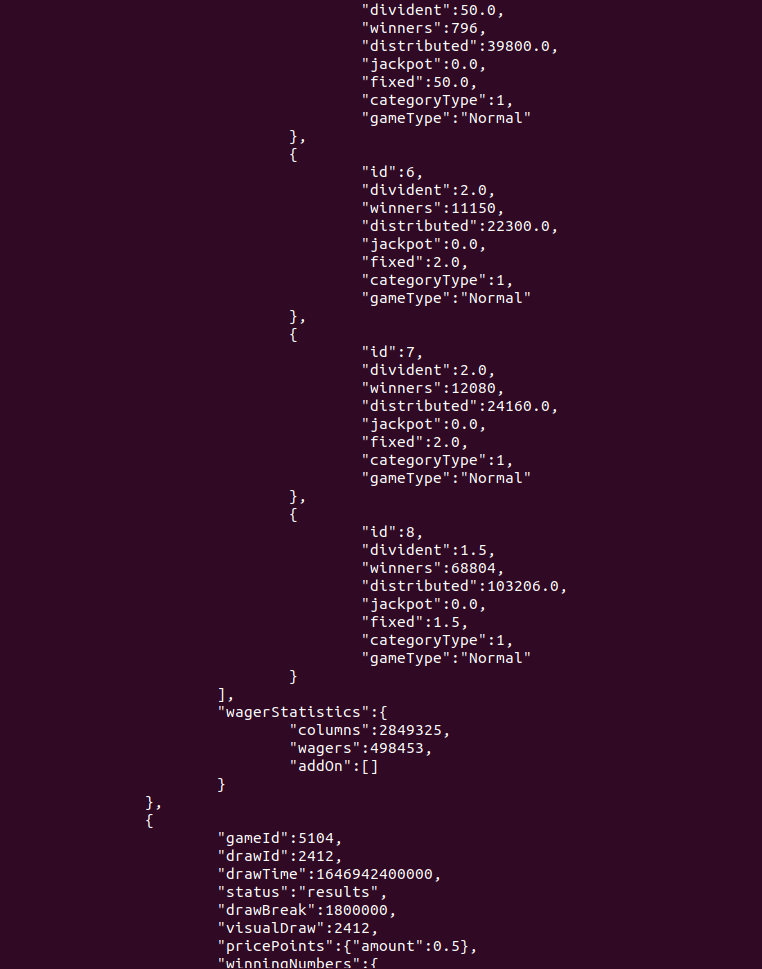 "divident":50.0,
"winners":796,
"distributed":39800.0,
"jackpot":0.0,
"fixed":50.0,
"categoryType":1,
"gameType":"Normal"
},
{
"id":6,
"divident":2.0,
"winners":11150,
"distributed":22300.0,
"jackpot":0.0,
"fixed":2.0,
"categoryType":1,
"gameType":"Normal"
},
{
"id":7,
"divident":2.0,
"winners":12080,
"distributed":24160.0,
"jackpot":0.0,
"fixed":2.0,
"categoryType":1,
"gameType":"Normal"
},
{
"id":8,
"divident":1.5,
"winners":68804,
"distributed":103206.0,
"jackpot":0.0,
"fixed":1.5,
"categoryType":1,
"gameType":"Normal"
}
],
"wagerStatistics":{
"columns":2849325,
"wagers":498453,
"addOn":[]
}
},
{
"gameId":5104,
"drawId":2412,
"drawTime":1646942400000,
"status":"results",
"drawBreak":1800000,
"visualDraw":2412,
"pricePoints":{"amount":0.5},
"winningNumbers":{